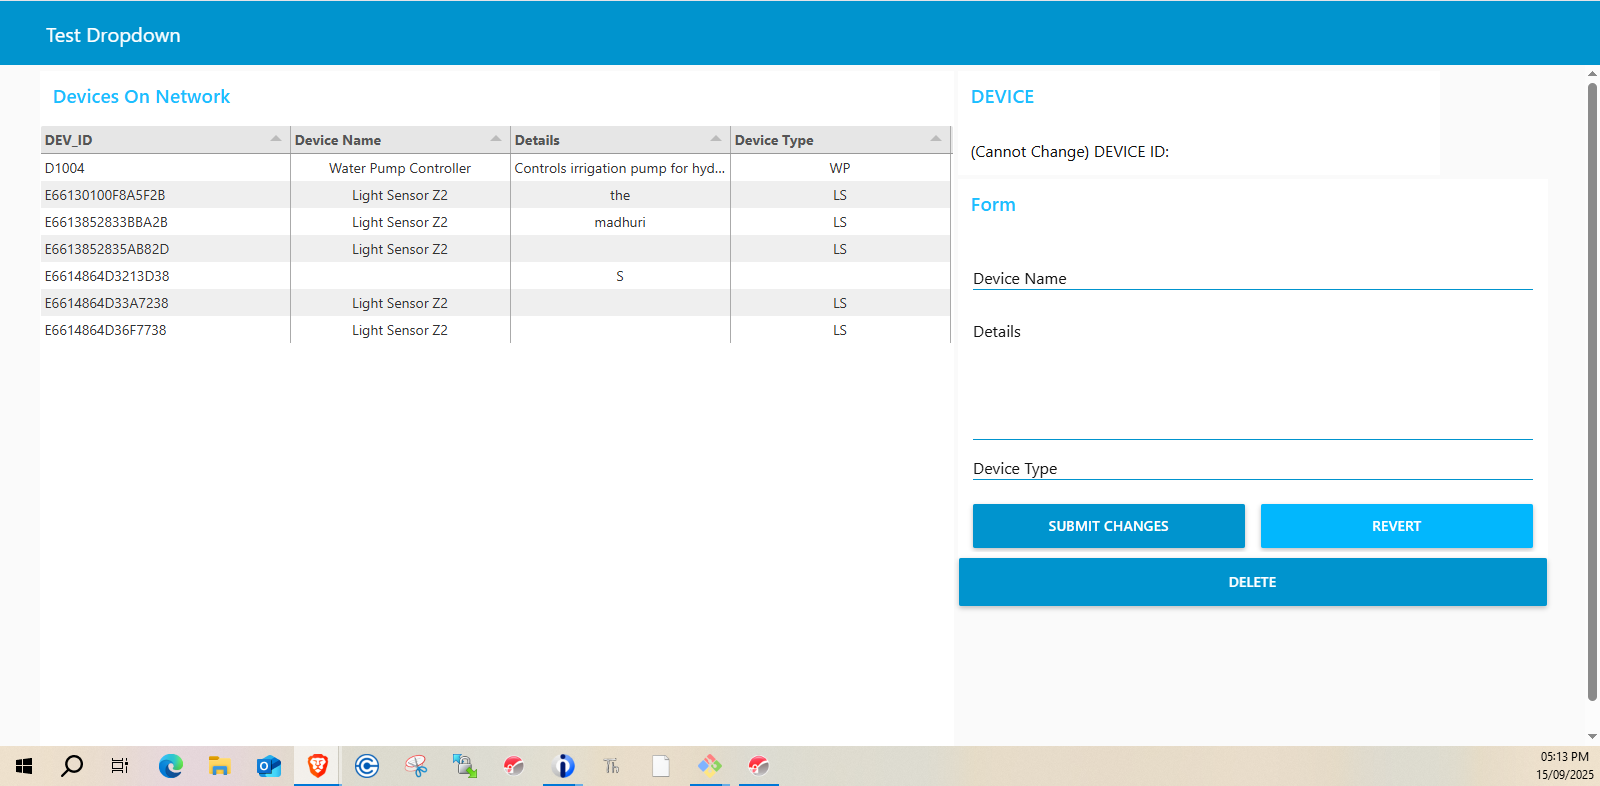 Test Dropdown
Devices On Network
DEV_ID Device Name Details Device Type
D1004 Water Pump Controller Controls irrigation pump for hyd... WP
E66130100F8A5F2B Light Sensor Z2 the LS
E6613852833BBA2B Light Sensor Z2 madhuri LS
E6613852835AB82D Light Sensor Z2 LS
E6614864D3213D38 S
E6614864D33A7238 Light Sensor Z2 LS
E6614864D36F7738 Light Sensor Z2 LS
DEVICE
(Cannot Change) DEVICE ID:
Form
Device Name
Details
Device Type
SUBMIT CHANGES REVERT
DELETE
Th
05:13 PM
15/09/2025